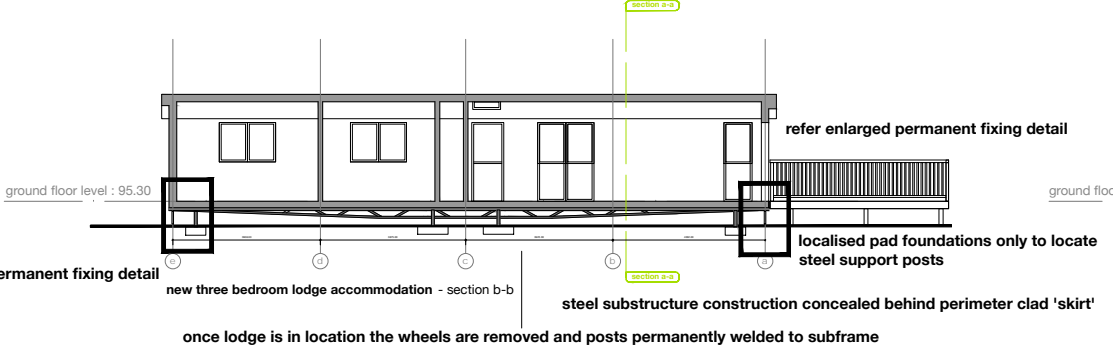 section a-a
refer enlarged permanent fixing detail
ground floor level : 95.30
ground floo
localised pad foundations only to locate
steel support posts
e
d
c
b
a
ermanent fixing detail
section a-a
new three bedroom lodge accommodation - section b-b
steel substructure construction concealed behind perimeter clad 'skirt'
once lodge is in location the wheels are removed and posts permanently welded to subframe